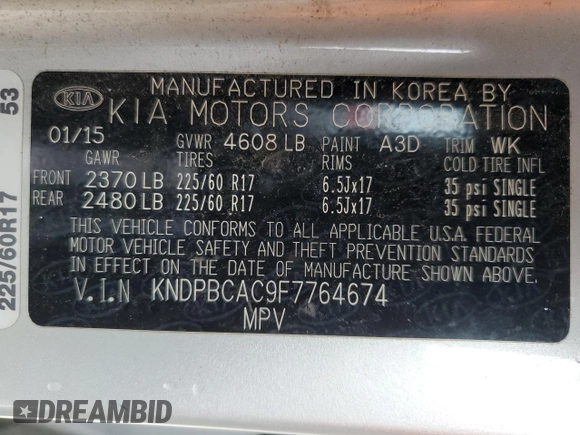 MANUFACTURED IN KOREA BY
KIA KIA MOTORS CORPORATION
01/15 GVWR 4608 LB PAINT A3D TRIM WK
GAWR TIRES RIMS COLD TIRE INFL
FRONT 2370 LB 225/60 R17 6.5Jx17 35 psi SINGLE
REAR 2480 LB 225/60 R17 6.5Jx17 35 psi SINGLE
THIS VEHICLE CONFORMS TO ALL APPLICABLE U.S.A. FEDERAL
MOTOR VEHICLE SAFETY AND THEFT PREVENTION STANDARDS
IN EFFECT ON THE DATE OF MANUFACTURE SHOWN ABOVE.
V.I.N KNDPBCAC9F7764674
MPV
225/60R17 53
DREAMBID